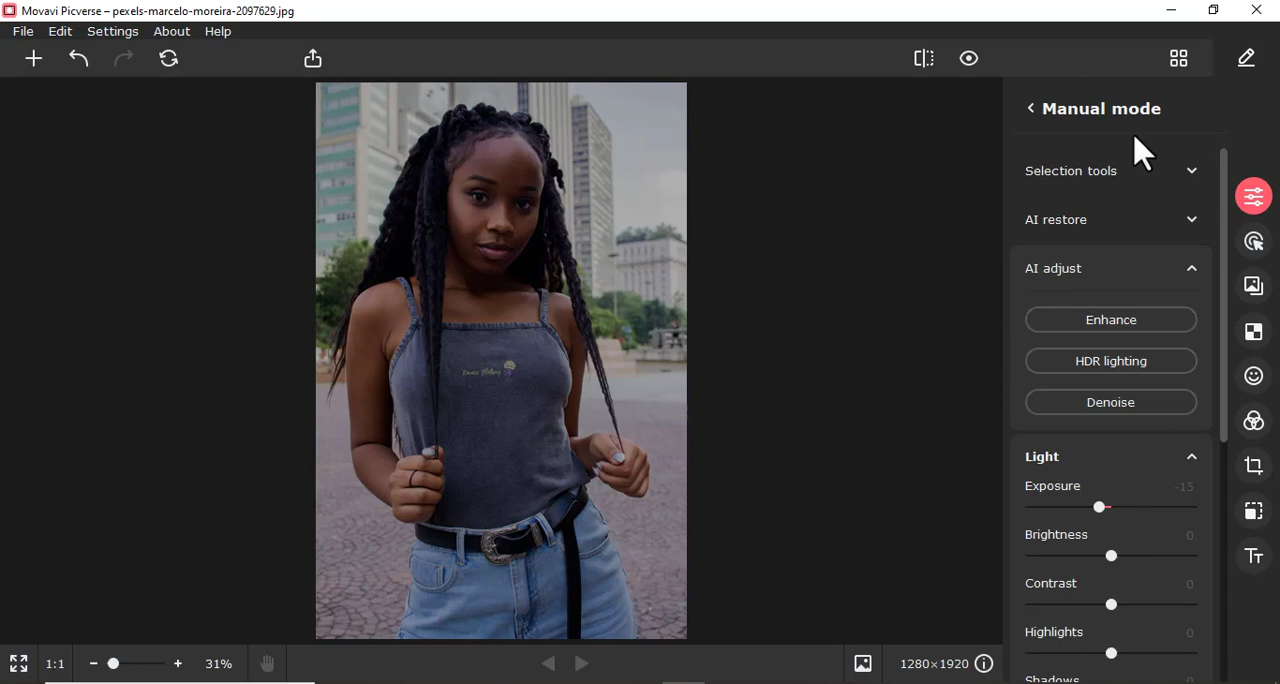 Movavi Picverse – pexels-marcelo-moreira-2097629.jpg
File Edit Settings About Help
Manual mode
Selection tools
AI restore
AI adjust
Enhance
HDR lighting
Denoise
Light
Exposure -15
Brightness 0
Contrast 0
Highlights 0
Shadows 0
1:1 31% 1280×1920